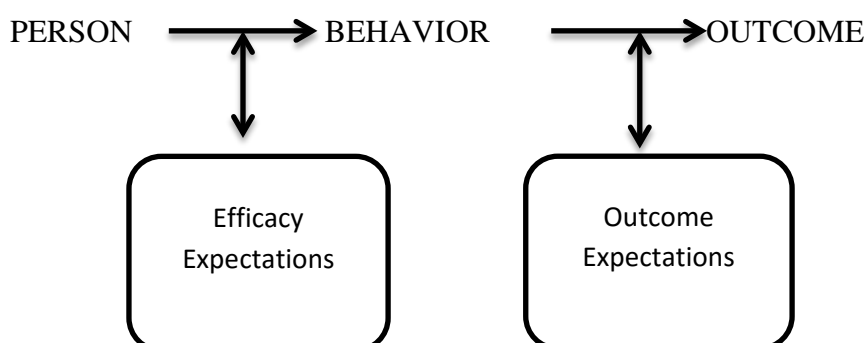 PERSON BEHAVIOR OUTCOME
Efficacy
Expectations
Outcome
Expectations